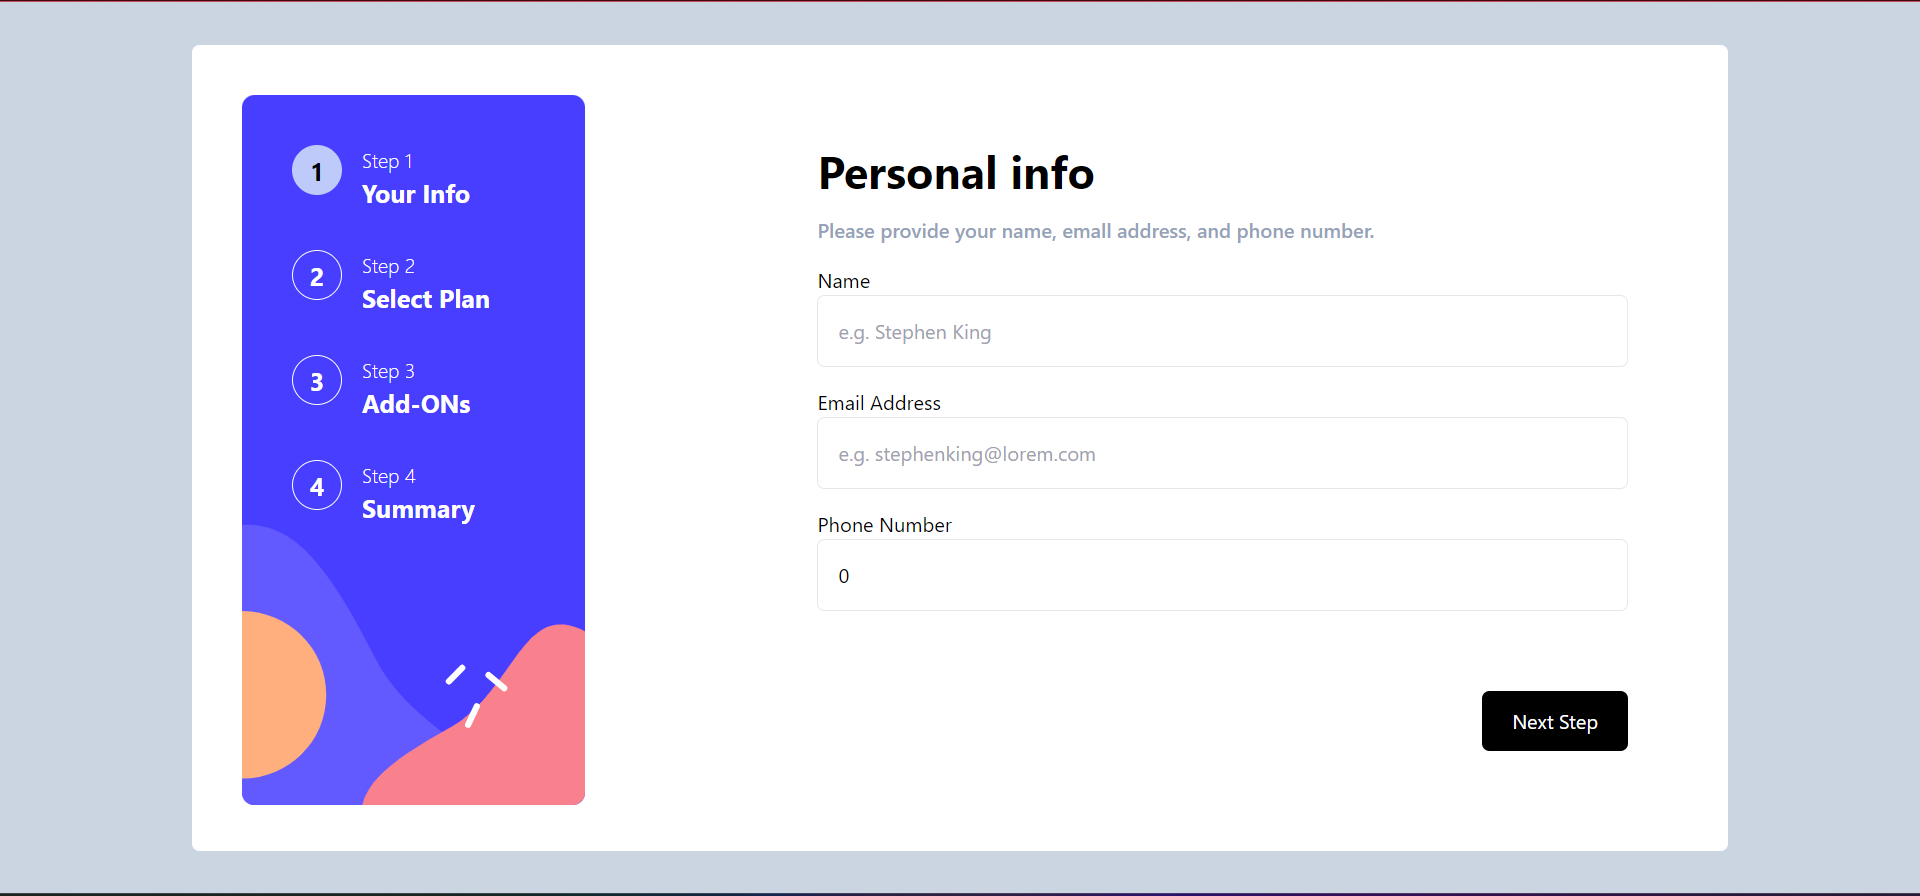 1
Step 1
Your Info
2
Step 2
Select Plan
3
Step 3
Add-ONs
4
Step 4
Summary
Personal info
Please provide your name, emall address, and phone number.
Name
e.g. Stephen King
Email Address
e.g. stephenking@lorem.com
Phone Number
0
Next Step